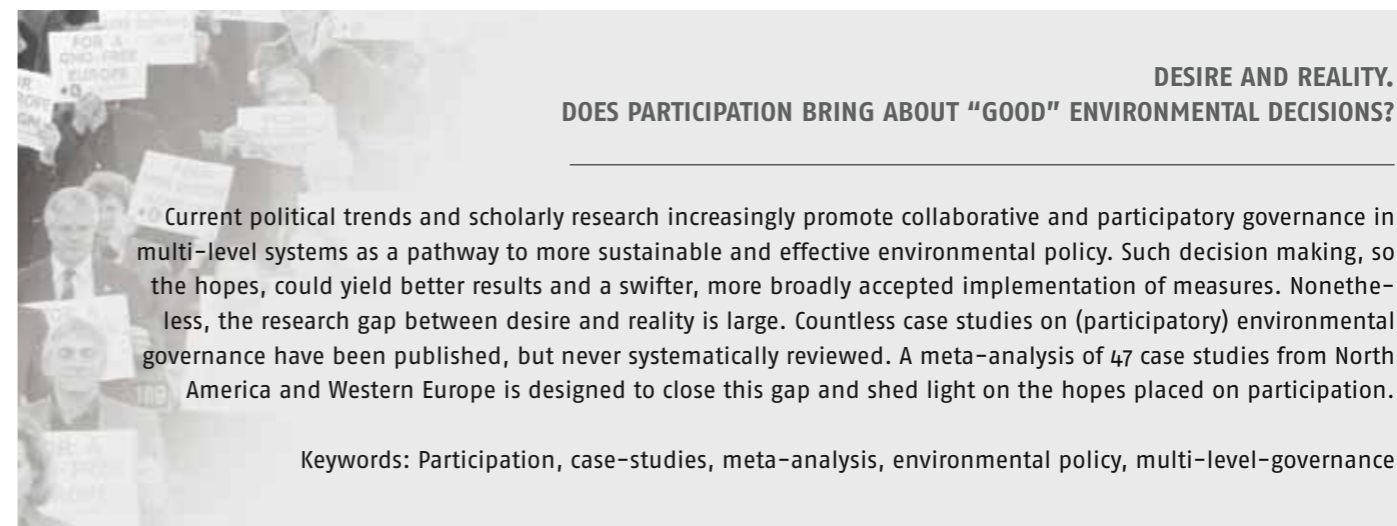 FOR A
GMO-FREE
EUROPE
DESIRE AND REALITY.
DOES PARTICIPATION BRING ABOUT “GOOD” ENVIRONMENTAL DECISIONS?
Current political trends and scholarly research increasingly promote collaborative and participatory governance in
multi-level systems as a pathway to more sustainable and effective environmental policy. Such decision making, so
the hopes, could yield better results and a swifter, more broadly accepted implementation of measures. Nonethe-
less, the research gap between desire and reality is large. Countless case studies on (participatory) environmental
governance have been published, but never systematically reviewed. A meta-analysis of 47 case studies from North
America and Western Europe is designed to close this gap and shed light on the hopes placed on participation.
Keywords: Participation, case-studies, meta-analysis, environmental policy, multi-level-governance